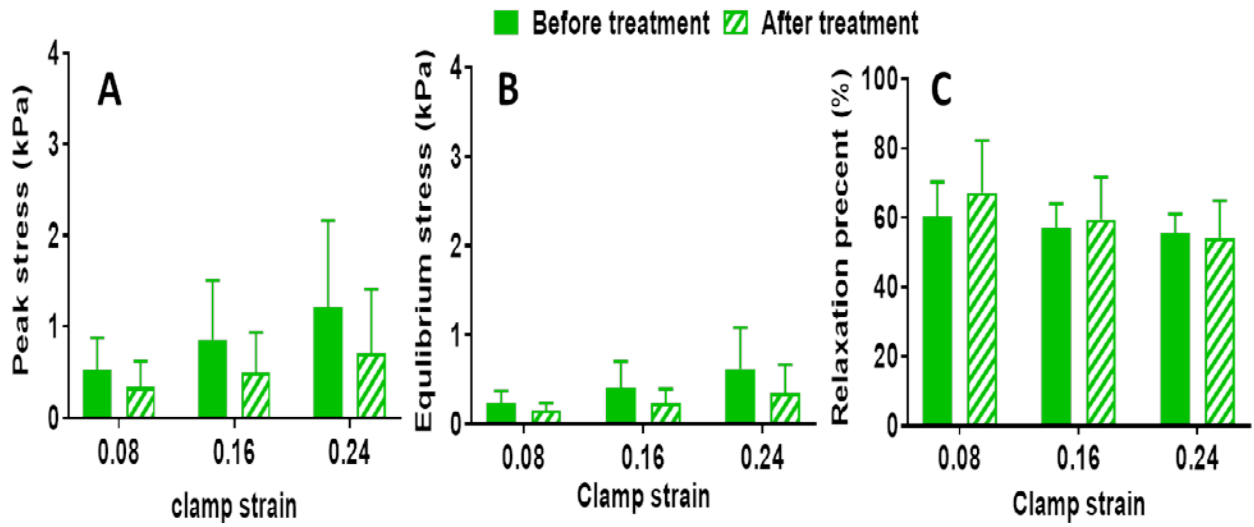 Before treatment After treatment
A
Peak stress (kPa)
4
3
2
1
0
0.08 0.16 0.24
clamp strain
B
Equlibrium stress (kPa)
4
3
2
1
0
0.08 0.16 0.24
Clamp strain
C
Relaxation precent (%)
100
80
60
40
20
0
0.08 0.16 0.24
Clamp strain